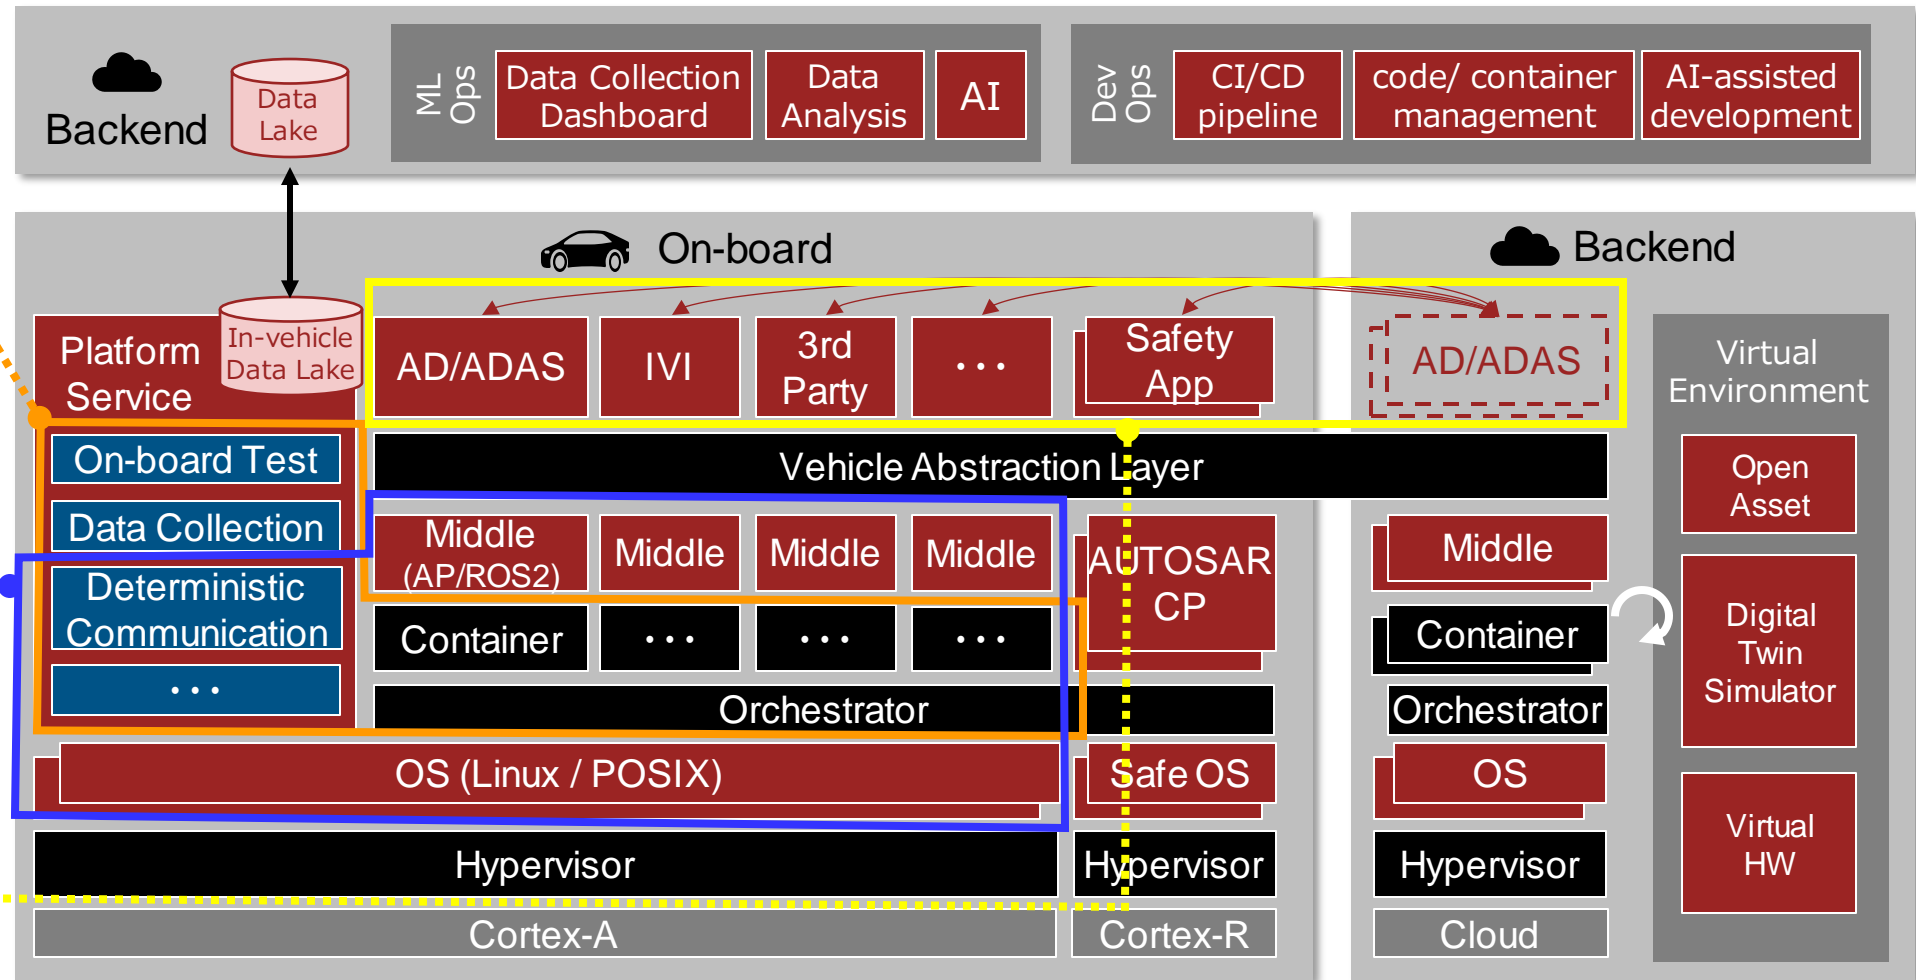 Backend
Data
Lake
ML
Ops
Data Collection
Dashboard
Data
Analysis
AI
Dev
Ops
CI/CD
pipeline
code/ container
management
AI-assisted
development
On-board
Backend
Platform
Service
In-vehicle
Data Lake
AD/ADAS
IVI
3rd
Party
...
Safety
App
AD/ADAS
Virtual
Environment
On-board Test
Data Collection
Deterministic
Communication
...
Vehicle Abstraction Layer
Middle
(AP/ROS2)
Middle
Middle
Middle
AUTOSAR
CP
Middle
Open
Asset
Container
...
...
...
Container
Digital
Twin
Simulator
Orchestrator
Orchestrator
OS (Linux / POSIX)
Safe OS
OS
Virtual
HW
Hypervisor
Hypervisor
Hypervisor
Cortex-A
Cortex-R
Cloud